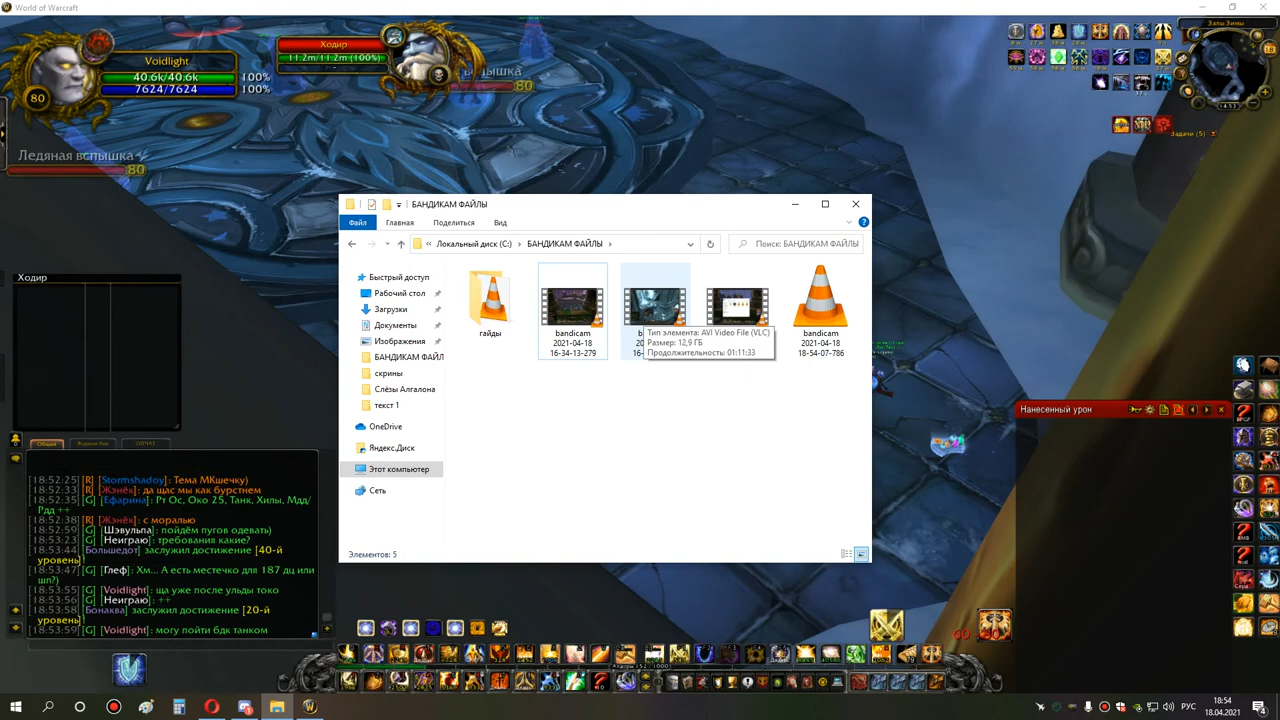 World of Warcraft
Voidlight
40.6k/40.6k
100%
7624/7624
100%
80
Ледяная вспышка
80
Ходир
11.2m/11.2m (100%)
80
Залы Зимы
18
14:53
Задачи (5)
БАНДИКАМ ФАЙЛЫ
Файл
Главная
Поделиться
Вид
Локальный диск (C:)
БАНДИКАМ ФАЙЛЫ
Поиск: БАНДИКАМ ФАЙЛЫ
Быстрый доступ
Рабочий стол
Загрузки
Документы
Изображения
БАНДИКАМ ФАЙЛ
скрины
Слёзы Алгалона
текст 1
OneDrive
Яндекс.Диск
Этот компьютер
Сеть
гайды
bandicam
2021-04-18
16-34-13-279
Тип элемента: AVI Video File (VLC)
Размер: 12,9 ГБ
Продолжительность: 01:11:33
bandicam
2021-04-18
18-54-07-786
Элементов: 5
Ходир
Нанесенный урон
Общий
[18:52:25][R] [Stormshadoy]: Тема МКшечку)
[18:52:33][R] [Жэнёк]: да щас мы как бурстнем
[18:52:35][G] [Ефарина]: Рт Ос, Око 25, Танк, Хилы, Мдд/
Рдд ++
[18:52:38][R] [Жэнёк]: с моралью
[18:52:59][G] [Шэвульпа]: пойдём пугов одевать)
[18:53:23][G] [Неиграю]: требования какие?
[18:53:44][Большедот] заслужил достижение [40-й
уровень]!
[18:53:47][G] [Глеф]: Хм... А есть местечко для 187 дц или
шп?)
[18:53:55][G] [Voidlight]: ща уже после ульды токо
[18:53:56][G] [Неиграю]: ++
[18:53:58][Бонаква] заслужил достижение [20-й
уровень]!
[18:53:59][G] [Voidlight]: могу пойти бдк танком
РУС
18:54
18.04.2021